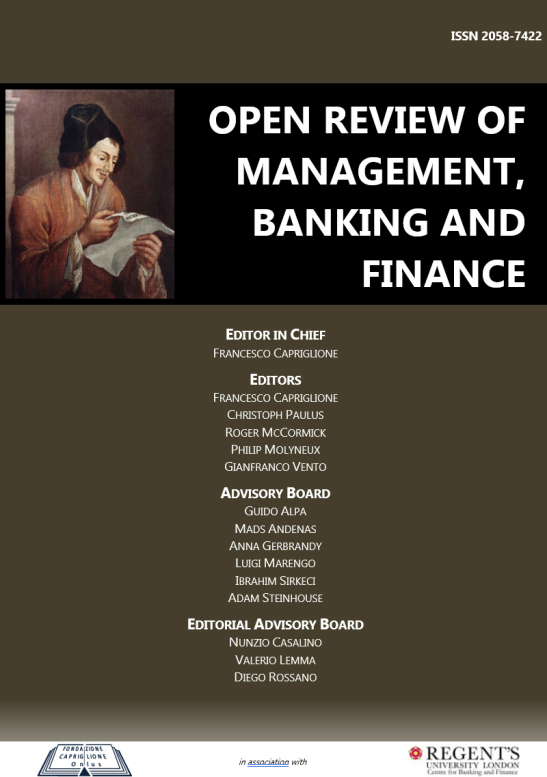 ISSN 2058-7422
OPEN REVIEW OF
MANAGEMENT,
BANKING AND
FINANCE
EDITOR IN CHIEF
FRANCESCO CAPRIGLIONE
EDITORS
FRANCESCO CAPRIGLIONE
CHRISTOPH PAULUS
ROGER MCCORMICK
PHILIP MOLYNEUX
GIANFRANCO VENTO
ADVISORY BOARD
GUIDO ALPA
MADS ANDENAS
ANNA GERBRANDY
LUIGI MARENGO
IBRAHIM SIRKECI
ADAM STEINHOUSE
EDITORIAL ADVISORY BOARD
NUNZIO CASALINO
VALERIO LEMMA
DIEGO ROSSANO
FONDAZIONE
CAPRIGLIONE
Onlus
in association with
REGENT'S
UNIVERSITY LONDON
Centre for Banking and Finance